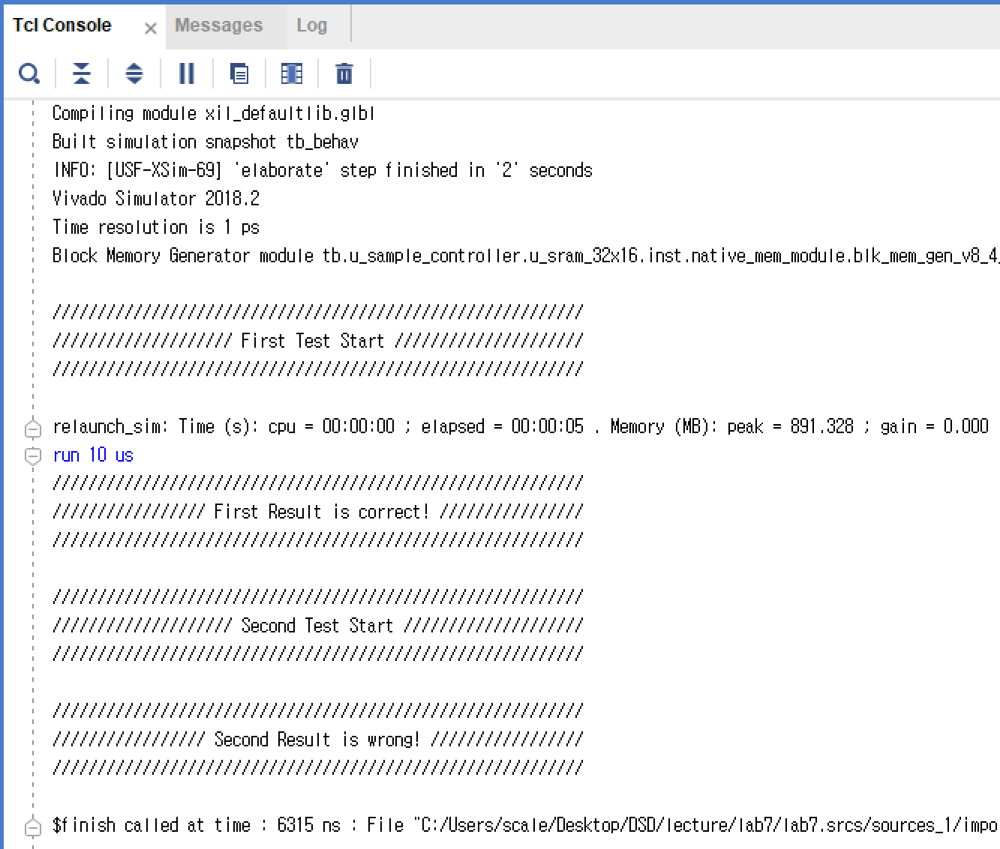 Tcl Console × Messages Log
Compiling module xil_defaultlib.glbl
Built simulation snapshot tb_behav
INFO: [USF-XSim-69] 'elaborate' step finished in '2' seconds
Vivado Simulator 2018.2
Time resolution is 1 ps
Block Memory Generator module tb.u_sample_controller.u_sram_32x16.inst.native_mem_module.blk_mem_gen_v8_4_
///////////////////////////////////////////////////////////
//////////////////// First Test Start /////////////////////
///////////////////////////////////////////////////////////
relaunch_sim: Time (s): cpu = 00:00:00 ; elapsed = 00:00:05 . Memory (MB): peak = 891.328 ; gain = 0.000
run 10 us
///////////////////////////////////////////////////////////
///////////////// First Result is correct! ////////////////
///////////////////////////////////////////////////////////
///////////////////////////////////////////////////////////
//////////////////// Second Test Start ////////////////////
///////////////////////////////////////////////////////////
///////////////////////////////////////////////////////////
///////////////// Second Result is wrong! /////////////////
///////////////////////////////////////////////////////////
$finish called at time : 6315 ns : File "C:/Users/scale/Desktop/DSD/lecture/lab7/lab7.srcs/sources_1/impo